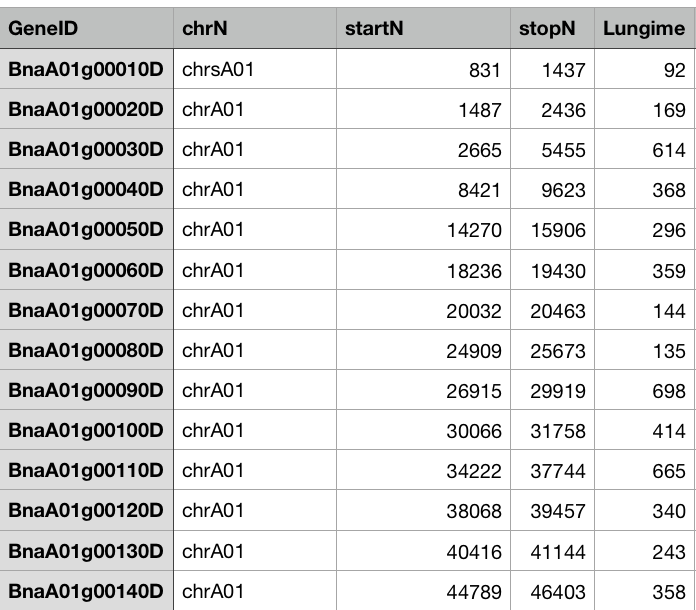 GeneID chrN startN stopN Lungime
BnaA01g00010D chrsA01 831 1437 92
BnaA01g00020D chrA01 1487 2436 169
BnaA01g00030D chrA01 2665 5455 614
BnaA01g00040D chrA01 8421 9623 368
BnaA01g00050D chrA01 14270 15906 296
BnaA01g00060D chrA01 18236 19430 359
BnaA01g00070D chrA01 20032 20463 144
BnaA01g00080D chrA01 24909 25673 135
BnaA01g00090D chrA01 26915 29919 698
BnaA01g00100D chrA01 30066 31758 414
BnaA01g00110D chrA01 34222 37744 665
BnaA01g00120D chrA01 38068 39457 340
BnaA01g00130D chrA01 40416 41144 243
BnaA01g00140D chrA01 44789 46403 358